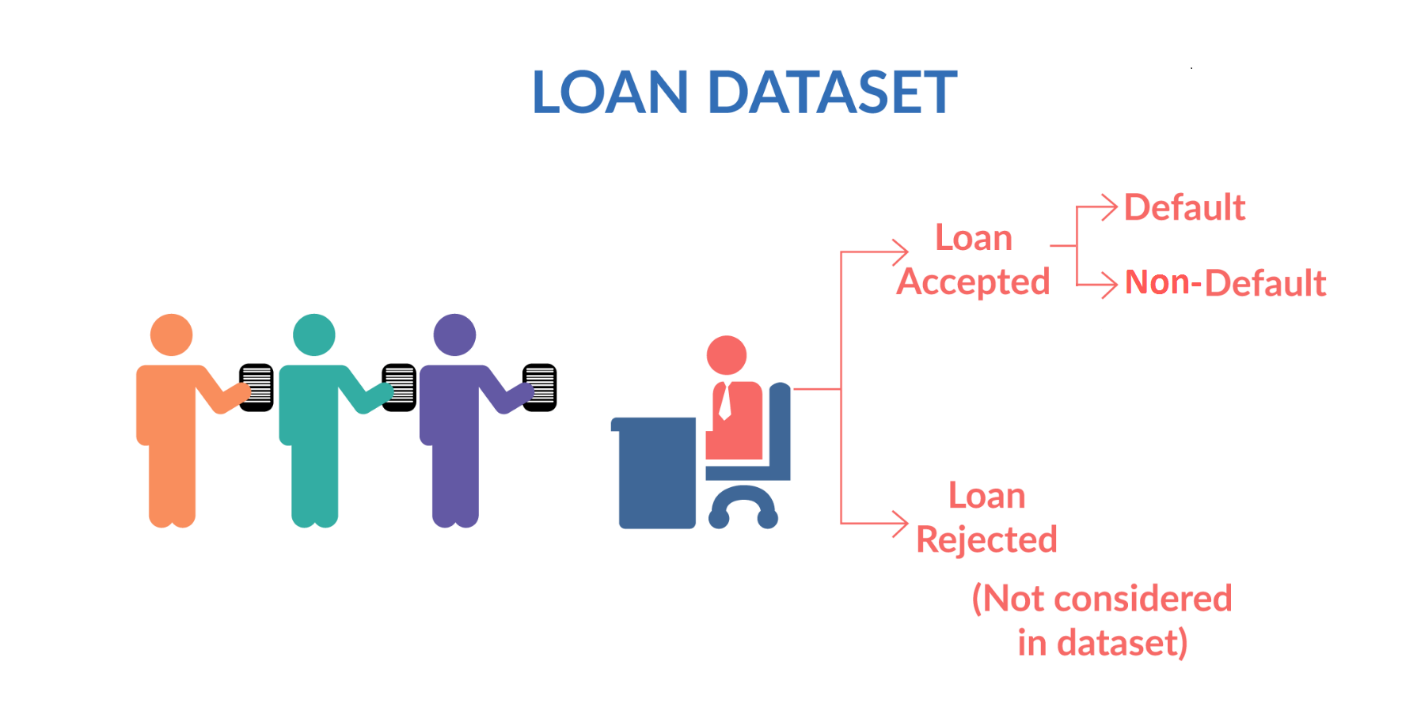 LOAN DATASET
Default
Loan
Accepted
Non-Default
Loan
Rejected
(Not considered
in dataset)